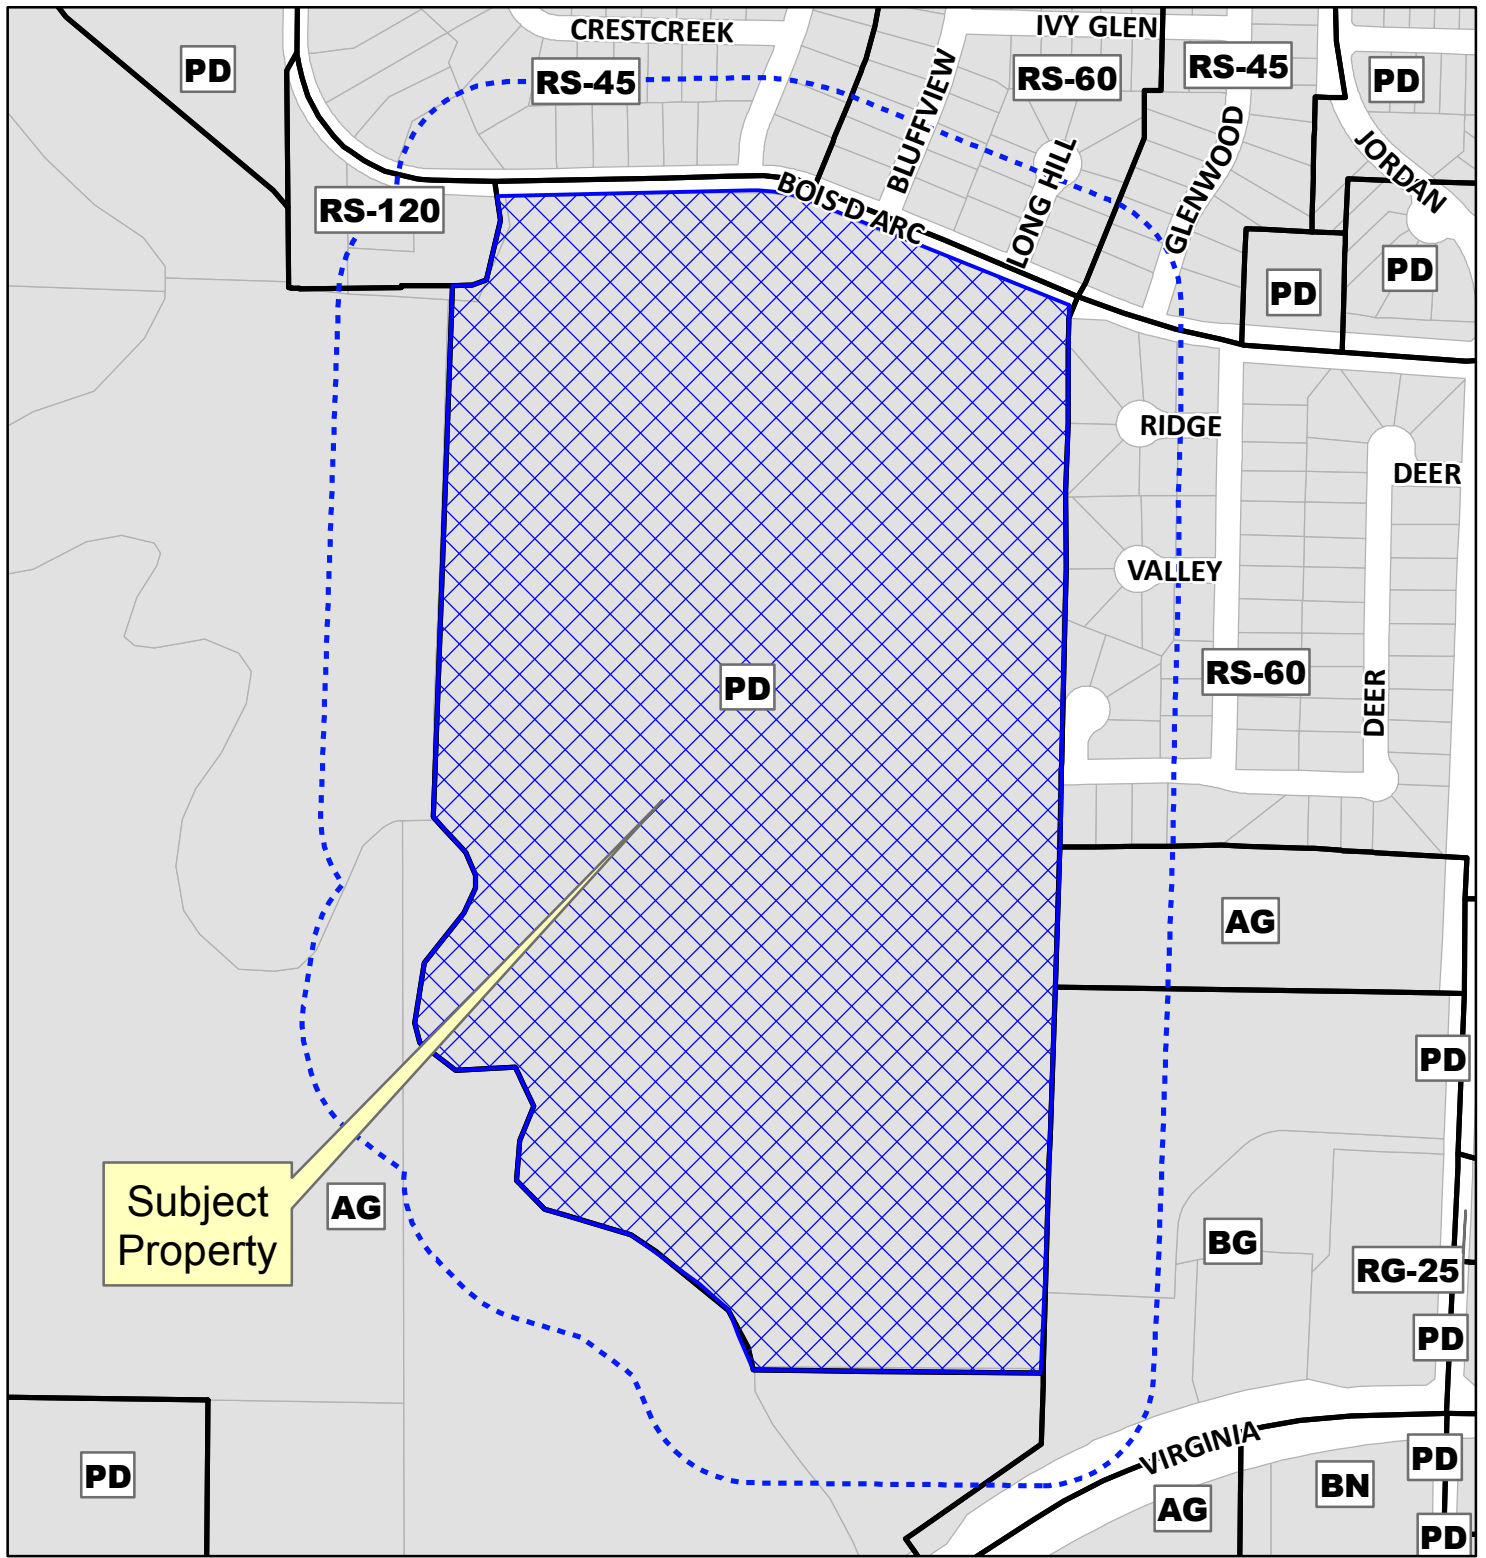 CRESTCREEK
IVY GLEN
PD
RS-45
RS-60
RS-45
PD
BLUFFVIEW
LONG HILL
GLENWOOD
JORDAN
RS-120
BOIS-D-ARC
PD
PD
RIDGE
DEER
VALLEY
PD
RS-60
DEER
AG
PD
Subject
Property
AG
BG
RG-25
PD
VIRGINIA
PD
PD
BN
AG
PD